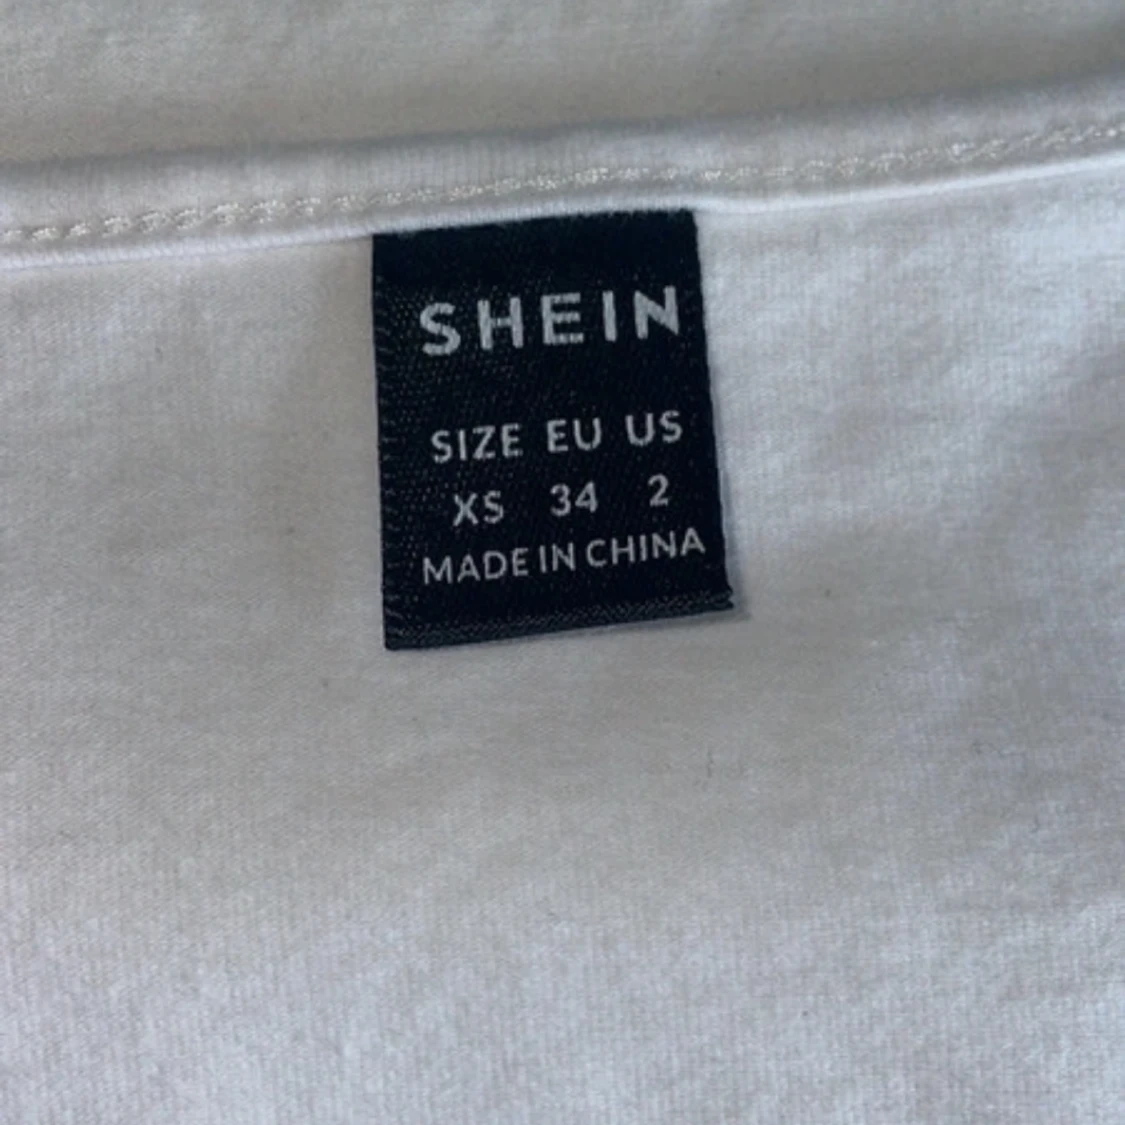 SHEIN
SIZE EU US
XS 34 2
MADE IN CHINA